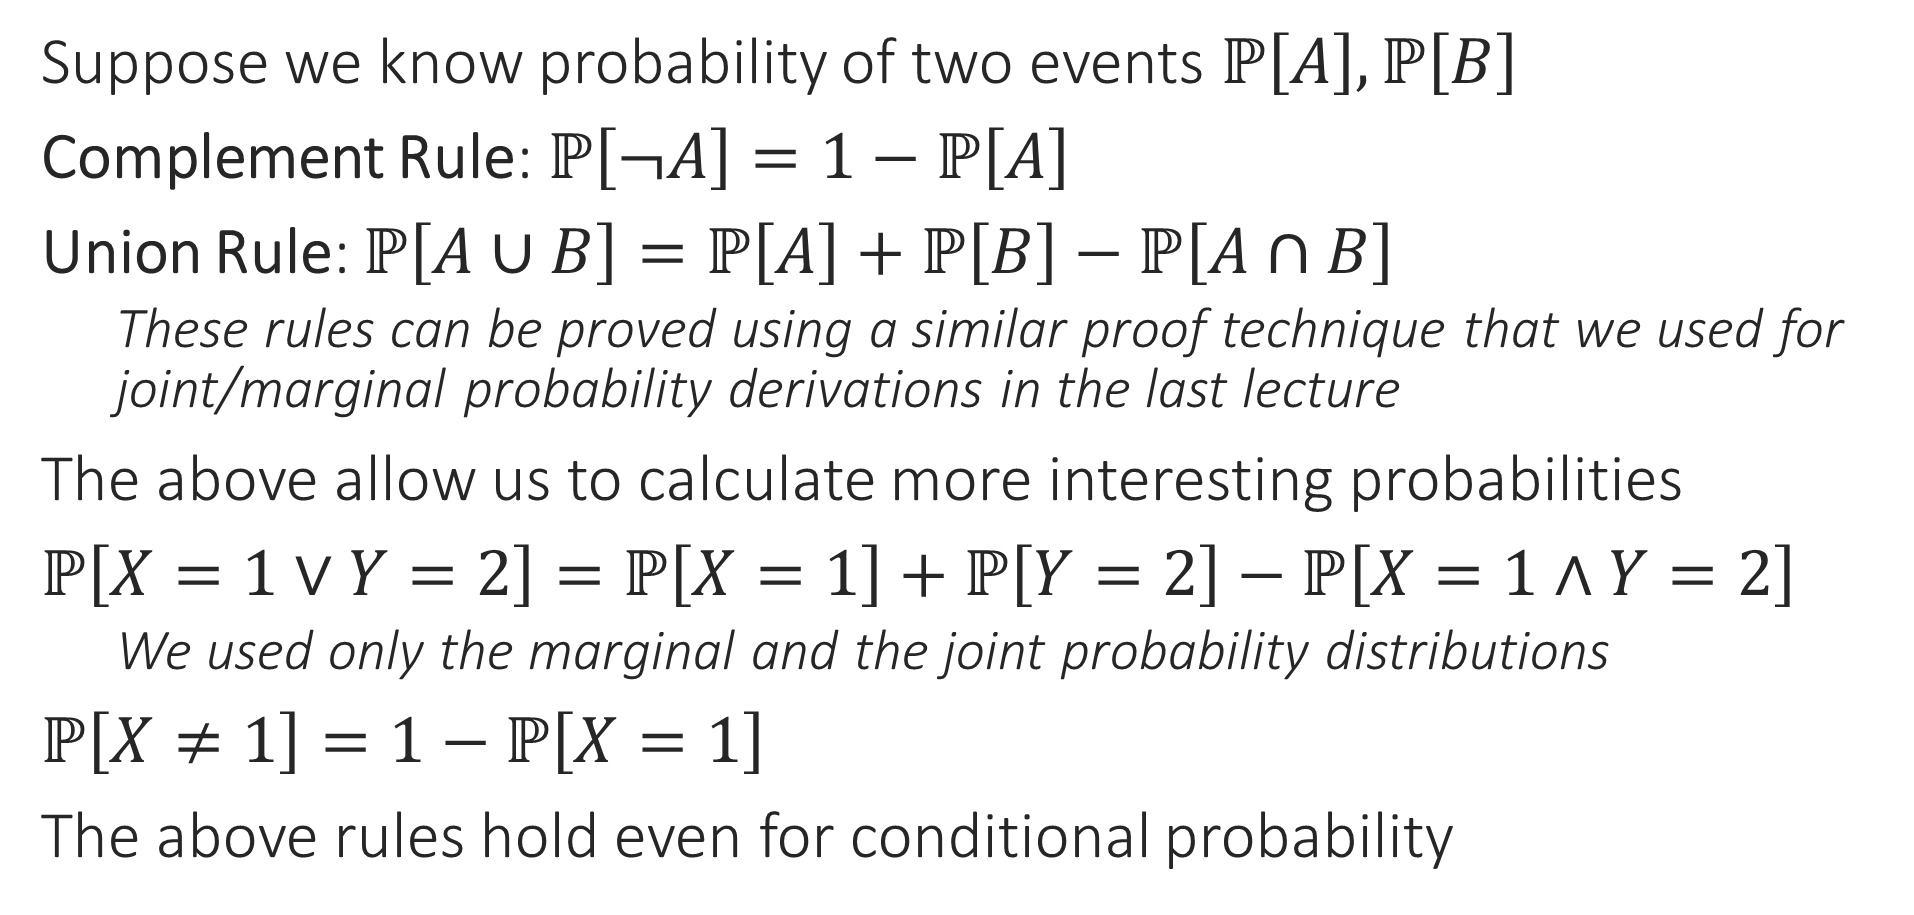 Suppose we know probability of two events ℙ[A], ℙ[B]
Complement Rule: ℙ[¬A] = 1 − ℙ[A]
Union Rule: ℙ[A ∪ B] = ℙ[A] + ℙ[B] − ℙ[A ∩ B]
These rules can be proved using a similar proof technique that we used for
joint/marginal probability derivations in the last lecture
The above allow us to calculate more interesting probabilities
ℙ[X = 1 ∨ Y = 2] = ℙ[X = 1] + ℙ[Y = 2] − ℙ[X = 1 ∧ Y = 2]
We used only the marginal and the joint probability distributions
ℙ[X ≠ 1] = 1 − ℙ[X = 1]
The above rules hold even for conditional probability